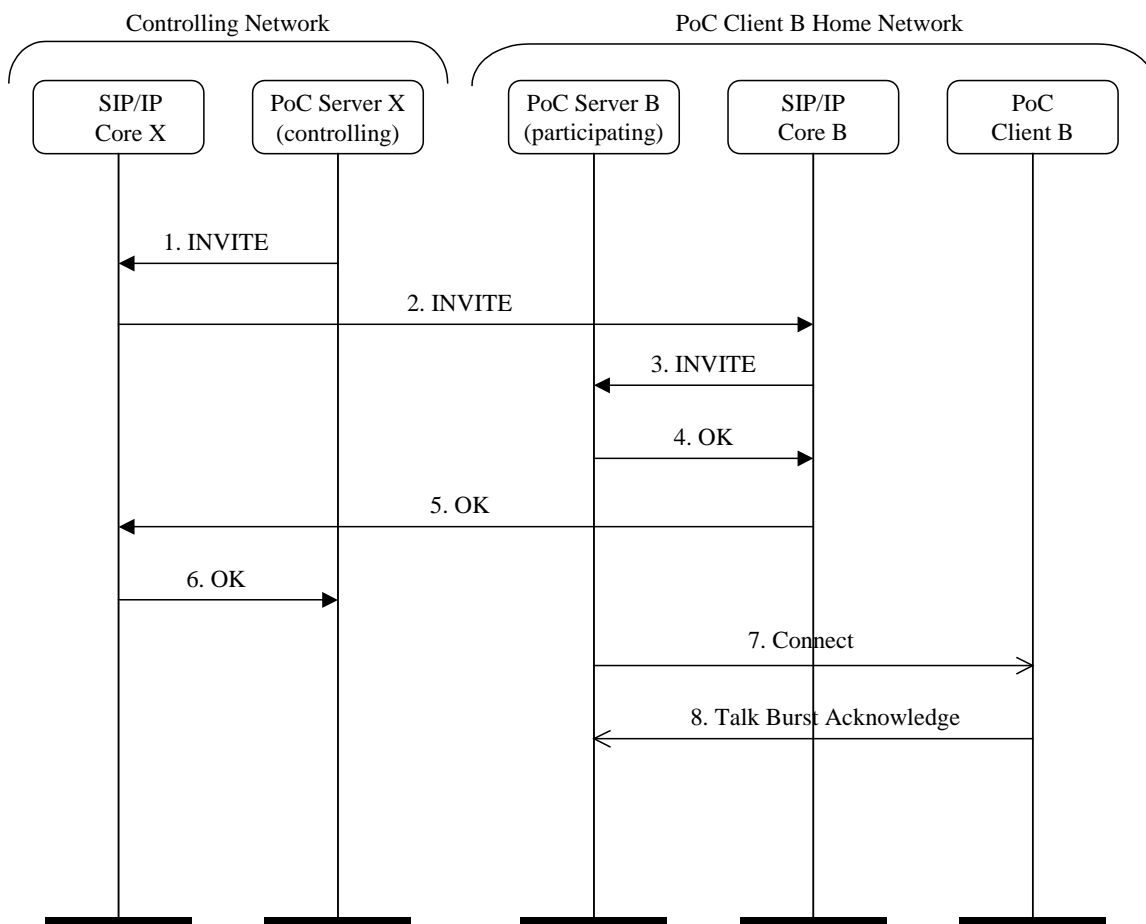 Controlling Network
PoC Client B Home Network
SIP/IP
Core X
PoC Server X
(controlling)
PoC Server B
(participating)
SIP/IP
Core B
PoC
Client B
1. INVITE
2. INVITE
3. INVITE
4. OK
5. OK
6. OK
7. Connect
8. Talk Burst Acknowledge